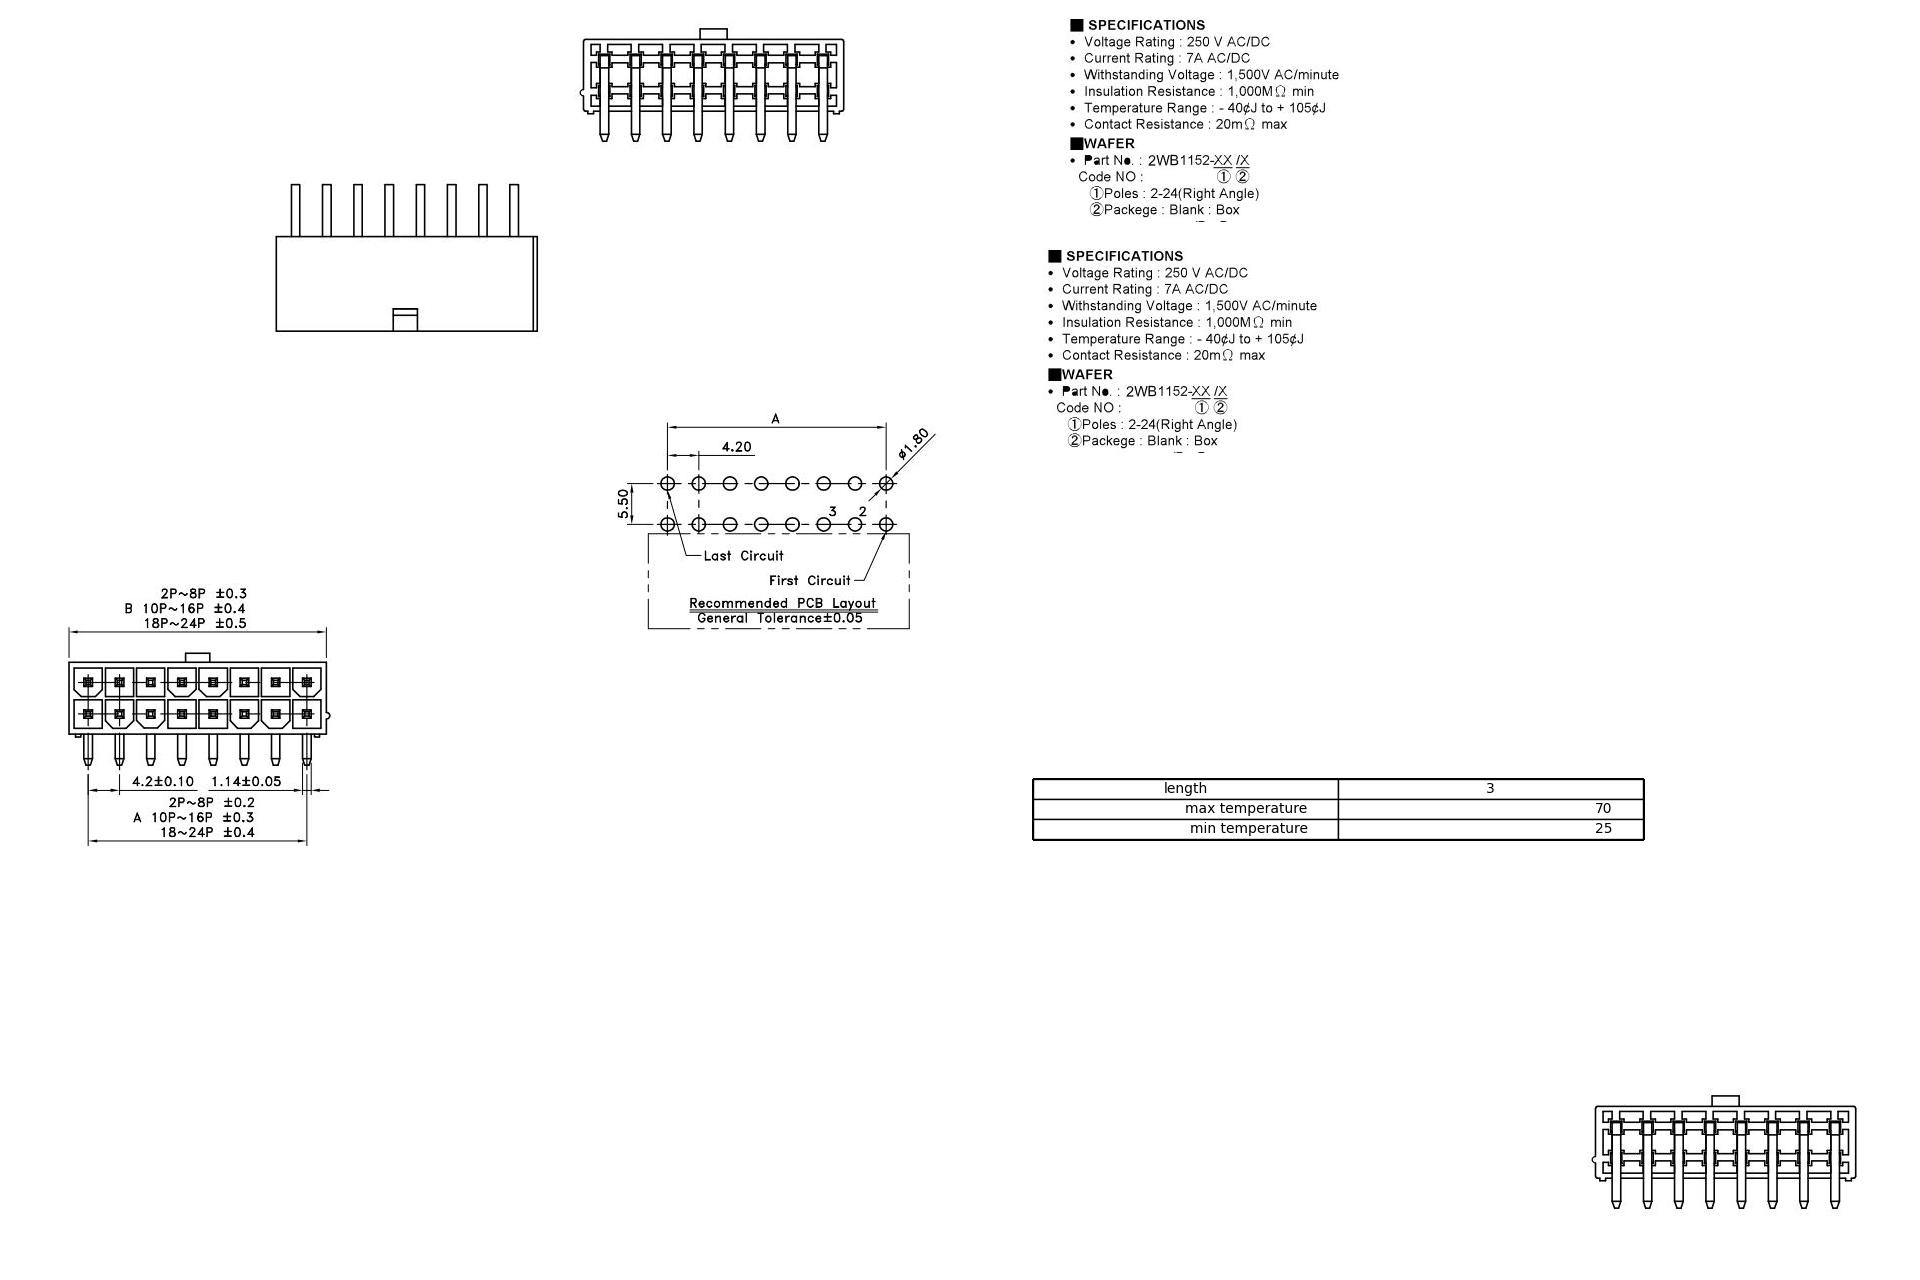 ■ SPECIFICATIONS
• Voltage Rating : 250 V AC/DC
• Current Rating : 7A AC/DC
• Withstanding Voltage : 1,500V AC/minute
• Insulation Resistance : 1,000MΩ min
• Temperature Range : - 40¢J to + 105¢J
• Contact Resistance : 20mΩ max
■WAFER
• Part No. : 2WB1152-XX /X
Code NO : ① ②
①Poles : 2-24(Right Angle)
②Packege : Blank : Box
■ SPECIFICATIONS
• Voltage Rating : 250 V AC/DC
• Current Rating : 7A AC/DC
• Withstanding Voltage : 1,500V AC/minute
• Insulation Resistance : 1,000MΩ min
• Temperature Range : - 40¢J to + 105¢J
• Contact Resistance : 20mΩ max
■WAFER
• Part No. : 2WB1152-XX /X
Code NO : ① ②
①Poles : 2-24(Right Angle)
②Packege : Blank : Box
A
4.20
ø1.80
5.50
3 2
Last Circuit
First Circuit
Recommended PCB Layout
General Tolerance±0.05
2P~8P ±0.3
B 10P~16P ±0.4
18P~24P ±0.5
4.2±0.10 1.14±0.05
2P~8P ±0.2
A 10P~16P ±0.3
18~24P ±0.4
length 3
max temperature 70
min temperature 25